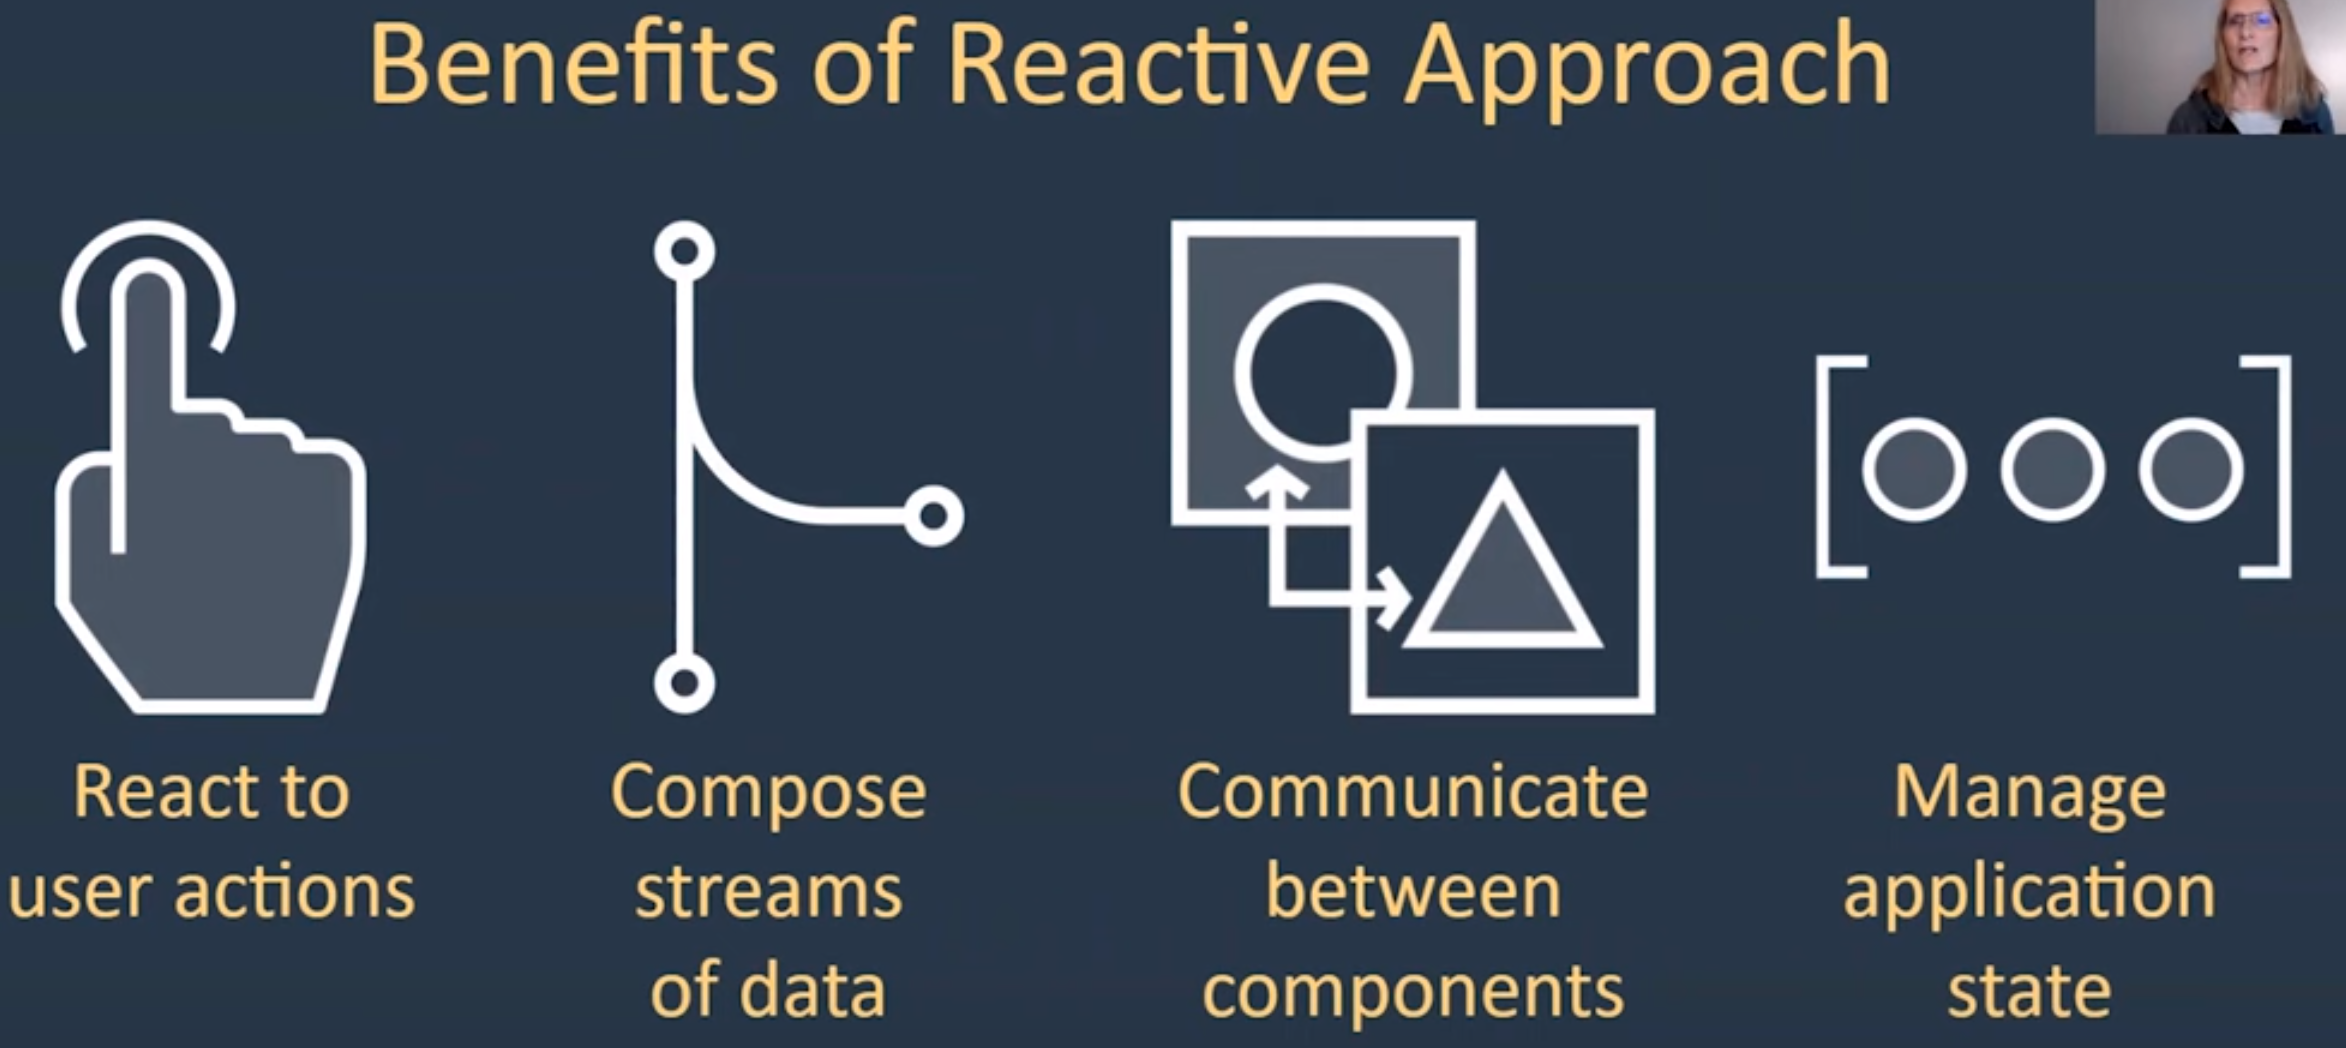 Benefits of Reactive Approach
React to
user actions
Compose
streams
of data
Communicate
between
components
Manage
application
state